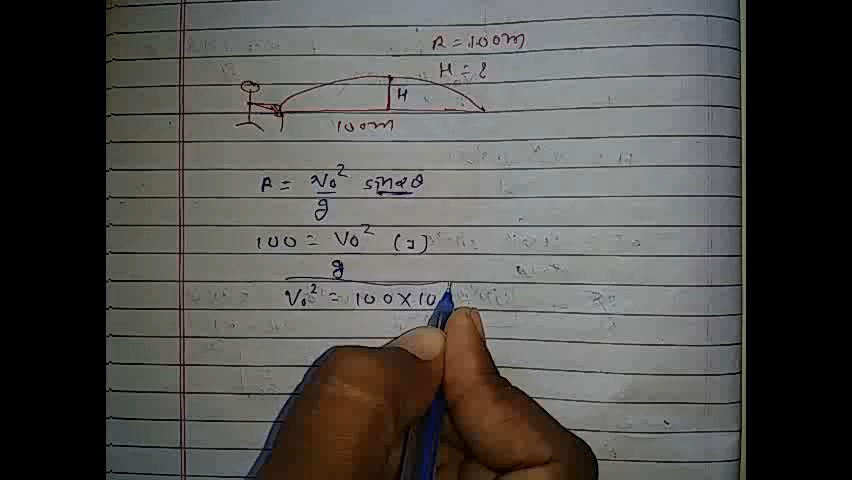 R = 100m
H = ?
H
100m
R = V₀² sin2θ
g
100 = V₀² (1)
g
V₀² = 100 × 10